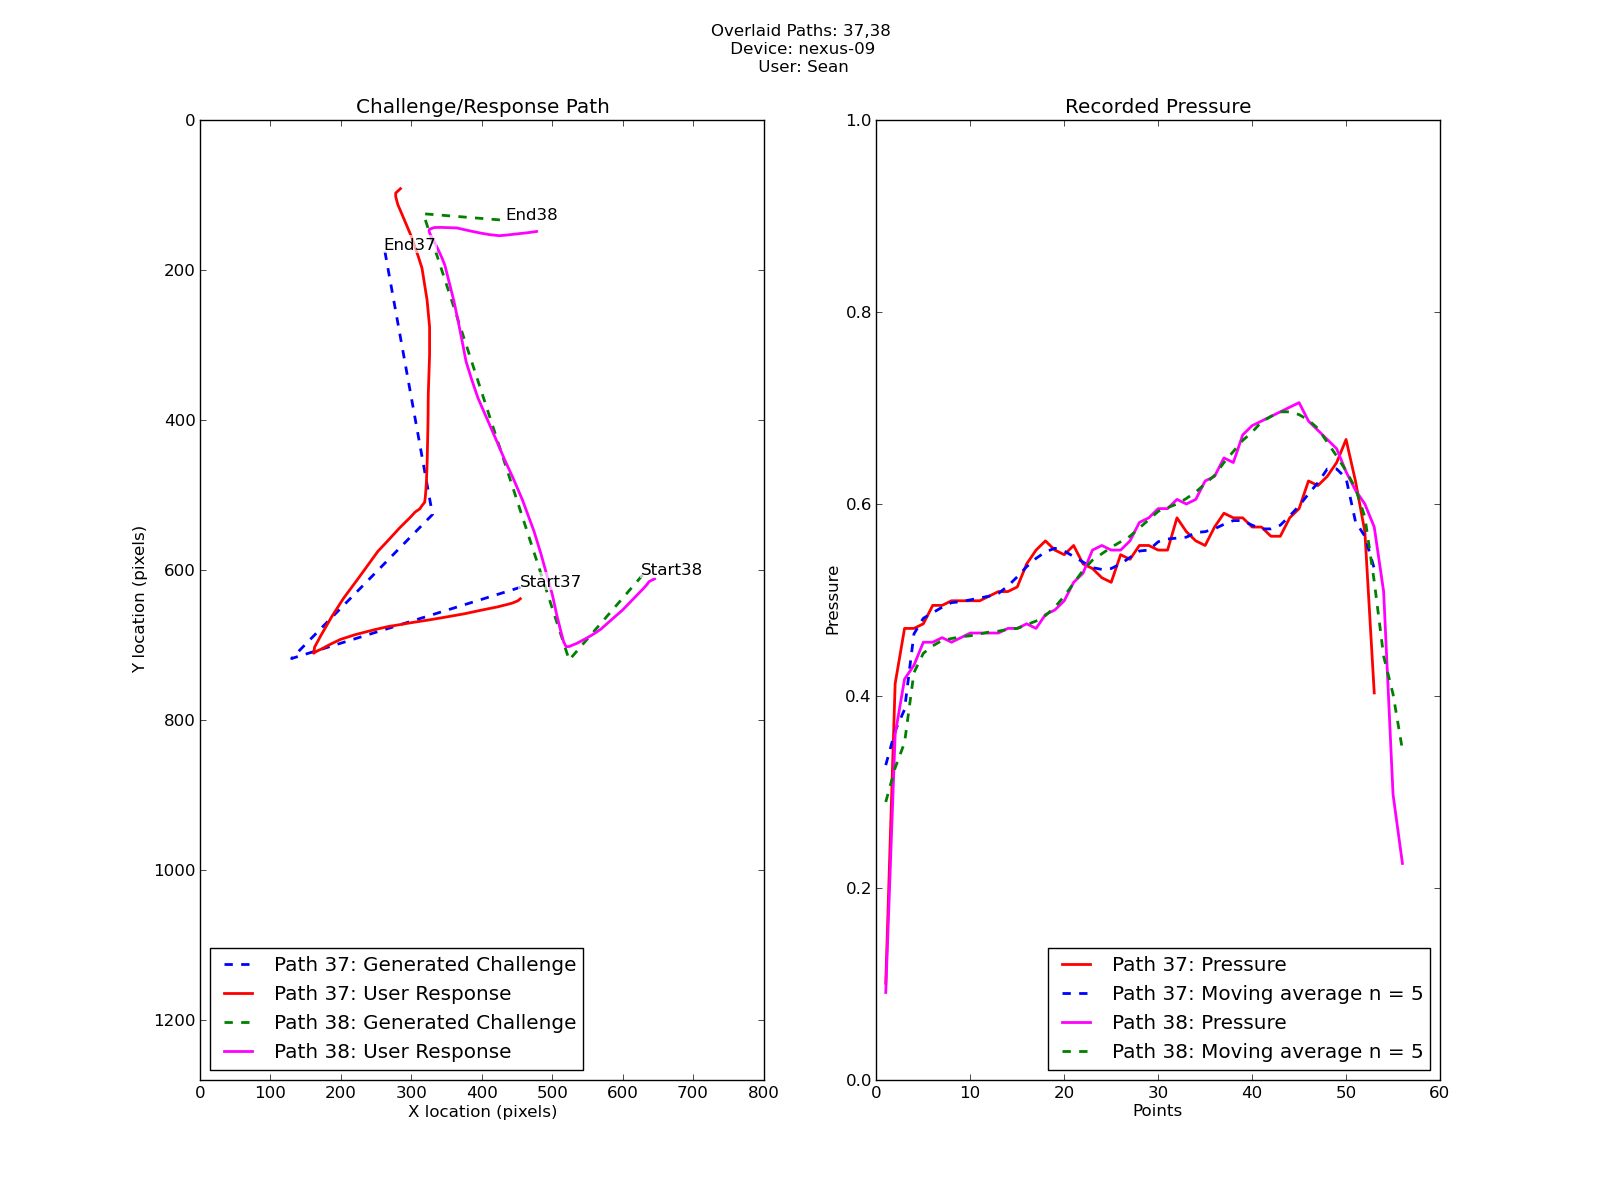 Overlaid Paths: 37,38
Device: nexus-09
User: Sean
Challenge/Response Path
0
200
400
600
800
1000
1200
Y location (pixels)
End38
End37
Start38
Start37
Path 37: Generated Challenge
Path 37: User Response
Path 38: Generated Challenge
Path 38: User Response
0 100 200 300 400 500 600 700 800
X location (pixels)
Recorded Pressure
1.0
0.8
0.6
0.4
0.2
0.0
Pressure
Path 37: Pressure
Path 37: Moving average n = 5
Path 38: Pressure
Path 38: Moving average n = 5
0 10 20 30 40 50 60
Points